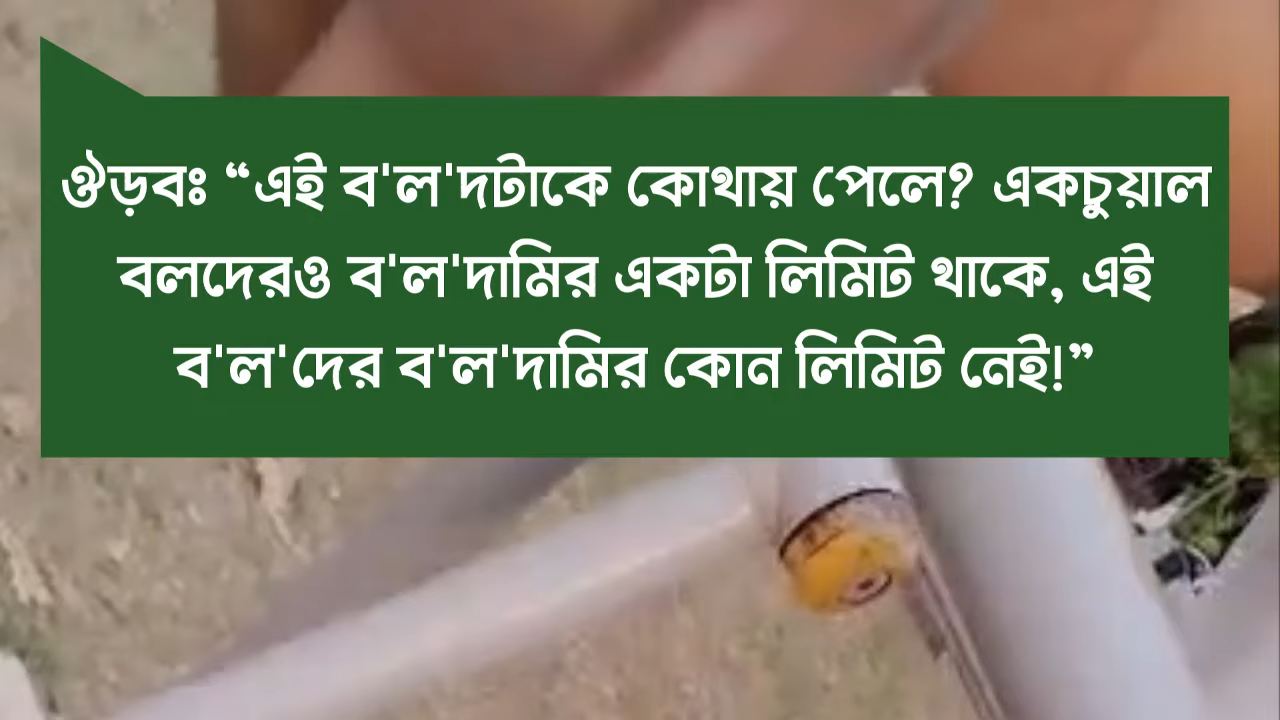 ঔড়বঃ “এই ব'ল'দটাকে কোথায় পেলে? একচুয়াল
বলদেরও ব'ল'দামির একটা লিমিট থাকে, এই
ব'ল'দের ব'ল'দামির কোন লিমিট নেই!”